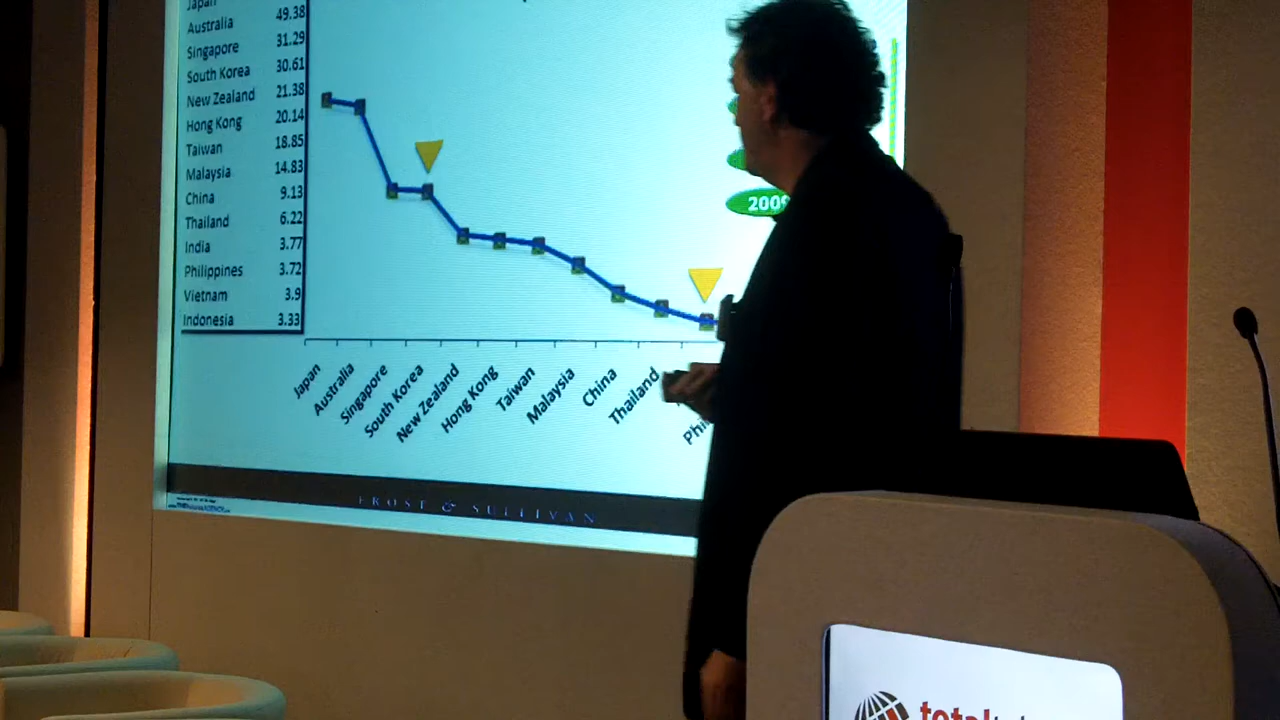 Japan
Australia 49.38
Singapore 31.29
South Korea 30.61
New Zealand 21.38
Hong Kong 20.14
Taiwan 18.85
Malaysia 14.83
China 9.13
Thailand 6.22
India 3.77
Philippines 3.72
Vietnam 3.9
Indonesia 3.33
2009
Japan
Australia
Singapore
South Korea
New Zealand
Hong Kong
Taiwan
Malaysia
China
Thailand
Phi
FROST & SULLIVAN
total